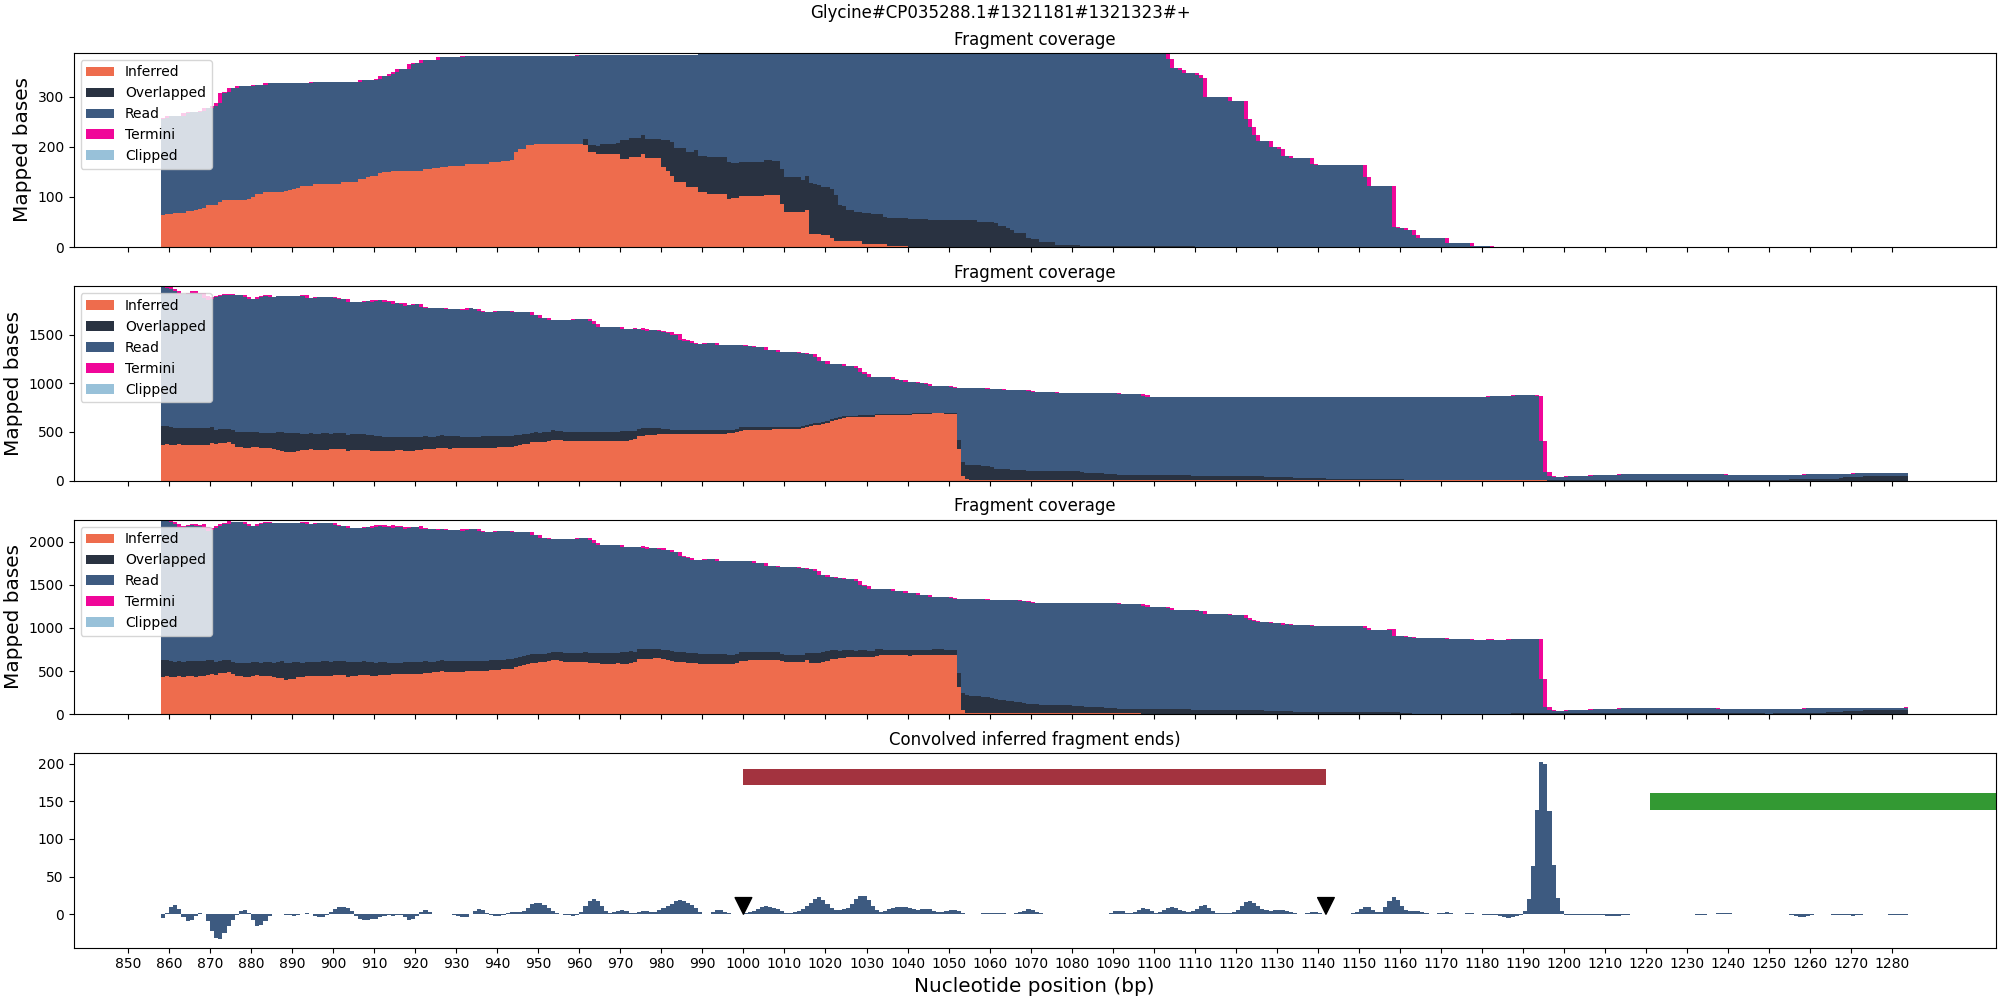 Glycine#CP035288.1#1321181#1321323#+
Fragment coverage
Mapped bases
300
200
100
0
Inferred
Overlapped
Read
Termini
Clipped
Fragment coverage
Mapped bases
1500
1000
500
0
Inferred
Overlapped
Read
Termini
Clipped
Fragment coverage
Mapped bases
2000
1500
1000
500
0
Inferred
Overlapped
Read
Termini
Clipped
Convolved inferred fragment ends)
200
150
100
50
0
850 860 870 880 890 900 910 920 930 940 950 960 970 980 990 1000 1010 1020 1030 1040 1050 1060 1070 1080 1090 1100 1110 1120 1130 1140 1150 1160 1170 1180 1190 1200 1210 1220 1230 1240 1250 1260 1270 1280
Nucleotide position (bp)